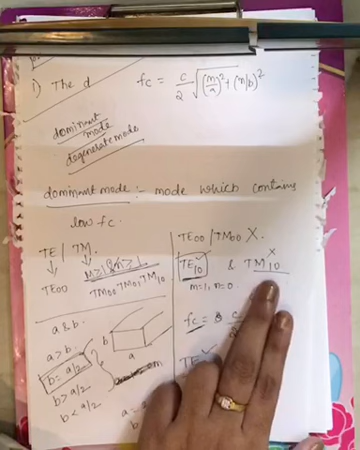 i) The d
fc = c/2 √(m/a)² + (n/b)²
dominant
mode
degenerate mode
dominant mode :- mode which contains
low fc.
TE | TM
TE00
m≥1 & n≥1
TM00 TM01 TM10
TE00 / TM00 X.
TE10 ✓ & TM10 X
m=1, n=0
fc = c
TE
a & b.
a > b.
b = a/2
b > a/2
b < a/2
b
a
m
a =
b